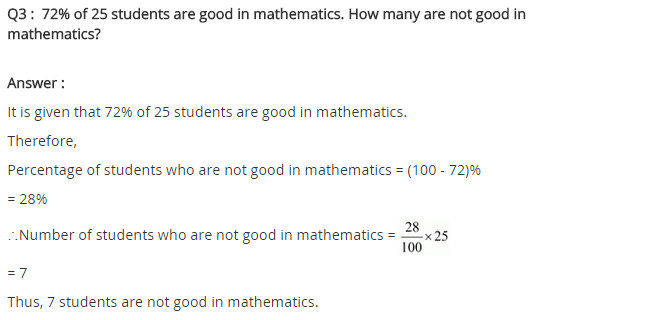 Q3 : 72% of 25 students are good in mathematics. How many are not good in
mathematics?
Answer :
It is given that 72% of 25 students are good in mathematics.
Therefore,
Percentage of students who are not good in mathematics = (100 - 72)%
= 28%
∴Number of students who are not good in mathematics = 28/100 × 25
= 7
Thus, 7 students are not good in mathematics.